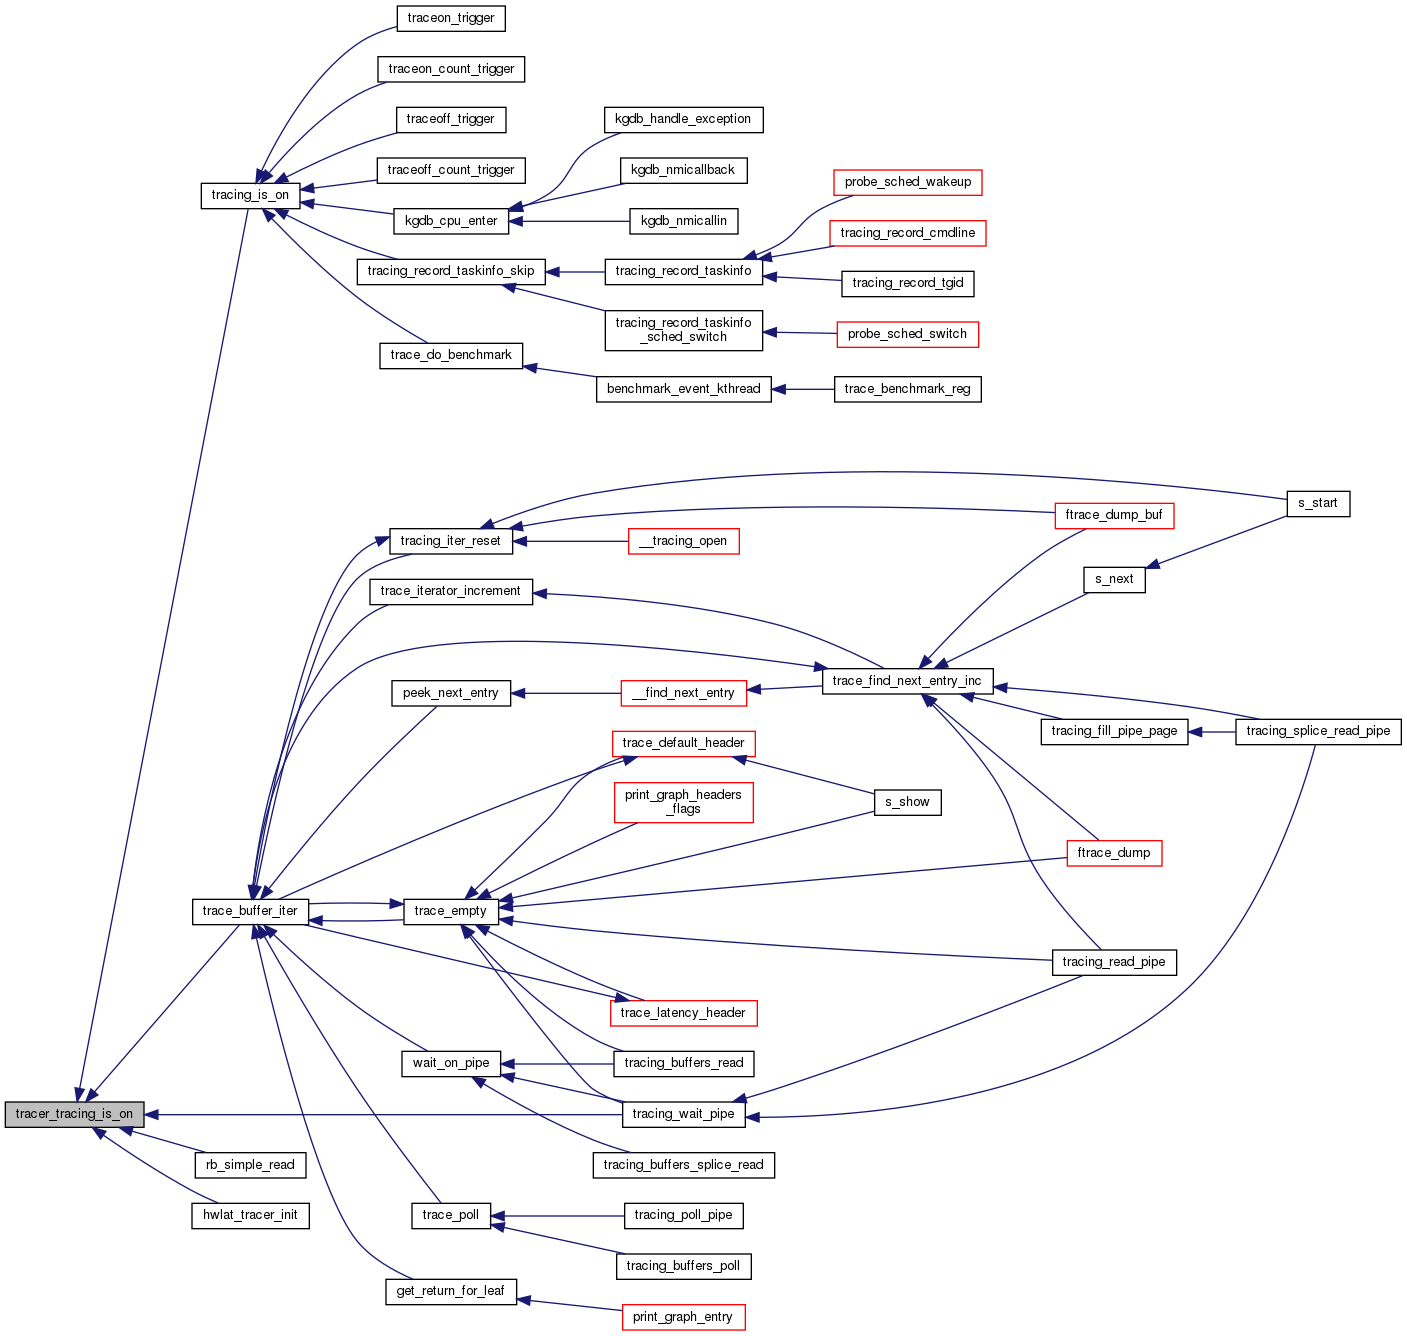 traceon_trigger
traceon_count_trigger
traceoff_trigger
kgdb_handle_exception
traceoff_count_trigger
kgdb_nmicallback
probe_sched_wakeup
tracing_is_on
kgdb_cpu_enter
kgdb_nmicallin
tracing_record_cmdline
tracing_record_taskinfo_skip
tracing_record_taskinfo
tracing_record_tgid
tracing_record_taskinfo
_sched_switch
probe_sched_switch
trace_do_benchmark
benchmark_event_kthread
trace_benchmark_reg
s_start
ftrace_dump_buf
tracing_iter_reset
__tracing_open
s_next
trace_iterator_increment
trace_find_next_entry_inc
peek_next_entry
__find_next_entry
tracing_fill_pipe_page
tracing_splice_read_pipe
trace_default_header
print_graph_headers
_flags
s_show
ftrace_dump
trace_buffer_iter
trace_empty
tracing_read_pipe
trace_latency_header
wait_on_pipe
tracing_buffers_read
tracer_tracing_is_on
tracing_wait_pipe
rb_simple_read
tracing_buffers_splice_read
hwlat_tracer_init
trace_poll
tracing_poll_pipe
tracing_buffers_poll
get_return_for_leaf
print_graph_entry